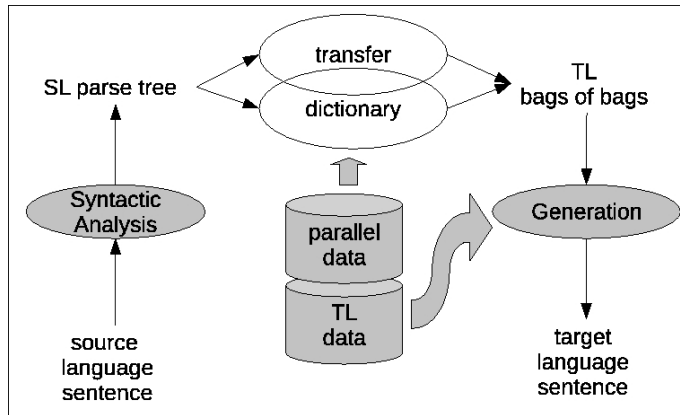 SL parse tree
transfer
dictionary
TL
bags of bags
Syntactic
Analysis
parallel
data
TL
data
Generation
source
language
sentence
target
language
sentence